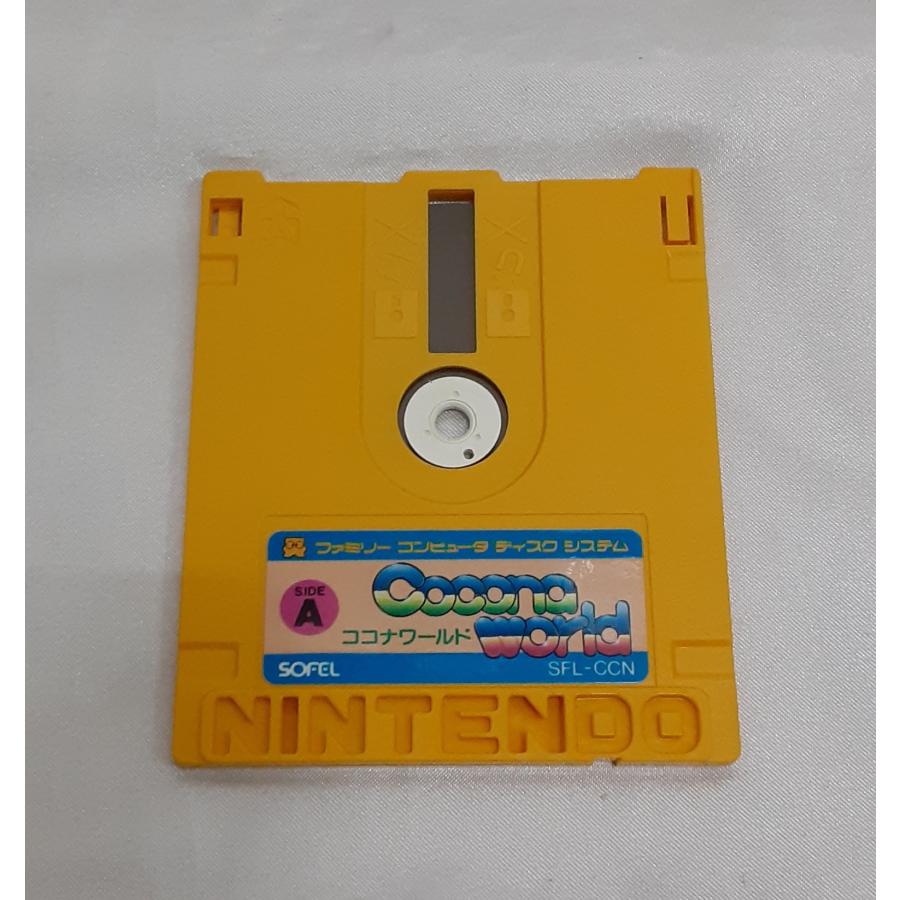 ファミリー コンピュータ ディスク システム
SIDE
A
Cocona
ココナワールド
World
SOFEL
SFL-CCN
NINTENDO